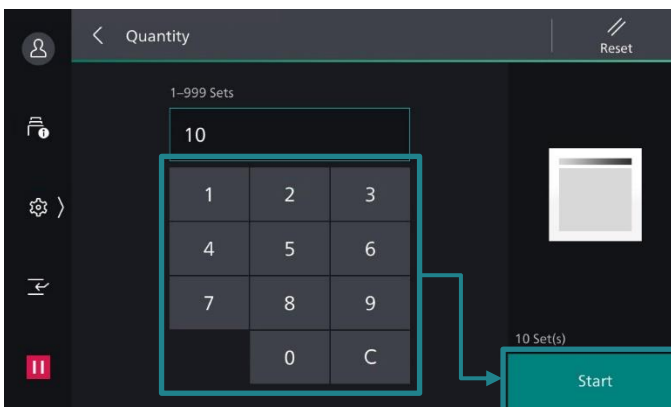 Quantity
Reset
1–999 Sets
10
1 2 3
4 5 6
7 8 9
0 C
10 Set(s)
Start